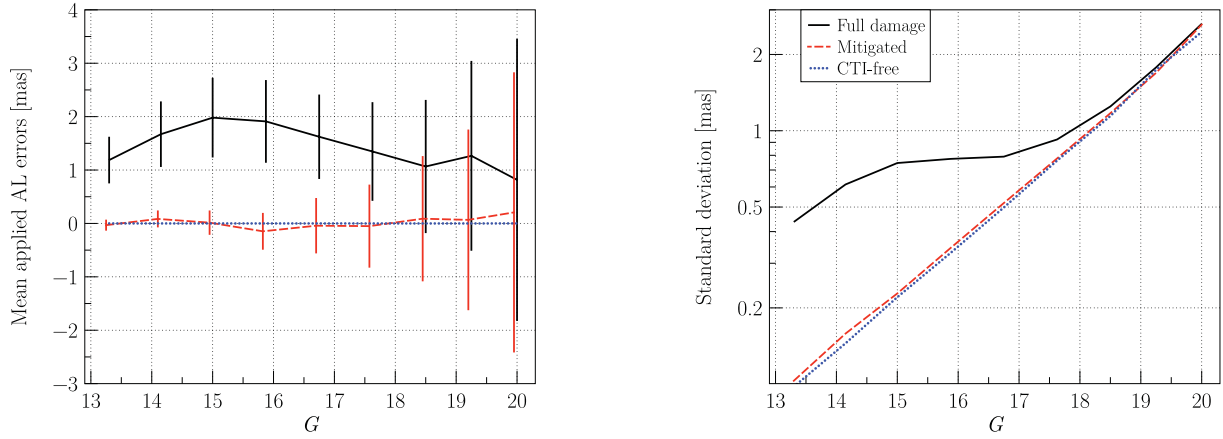 Mean applied AL errors [mas]
4
3
2
1
0
−1
−2
−3
13 14 15 16 17 18 19 20
G
Standard deviation [mas]
2
1
0.5
0.2
Full damage
Mitigated
CTI-free
13 14 15 16 17 18 19 20
G